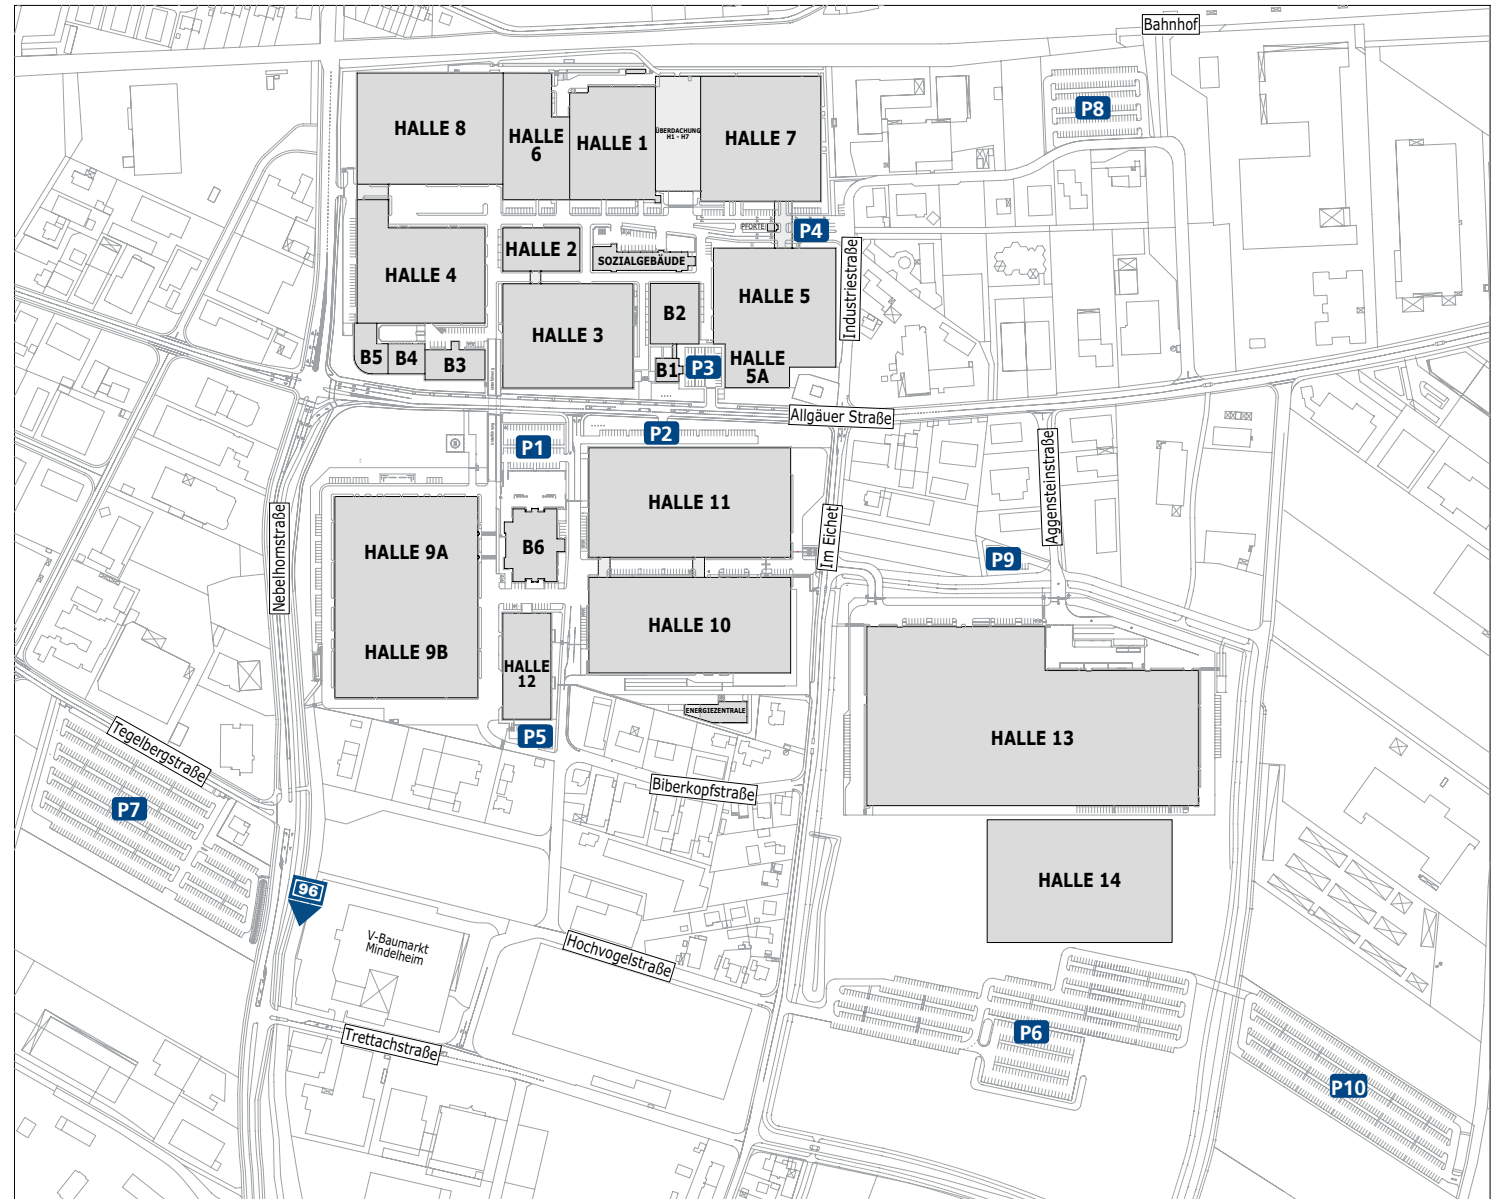 Bahnhof
P8
HALLE 8
HALLE
6
HALLE 1
ÜBERDACHUNG
H1 - H7
HALLE 7
PFORTE
P4
HALLE 2
SOZIALGEBÄUDE
HALLE 4
HALLE 5
Industriestraße
B2
HALLE 3
B5
B4
B3
B1
P3
HALLE
5A
Allgäuer Straße
P1
P2
HALLE 11
Aggensteinstraße
Im Eichet
Nebelhornstraße
HALLE 9A
B6
P9
HALLE 10
HALLE 9B
HALLE
12
ENERGIEZENTRALE
P5
HALLE 13
Tegelbergstraße
Biberkopfstraße
P7
96
HALLE 14
V-Baumarkt
Mindelheim
Hochvogelstraße
P6
Trettachstraße
P10